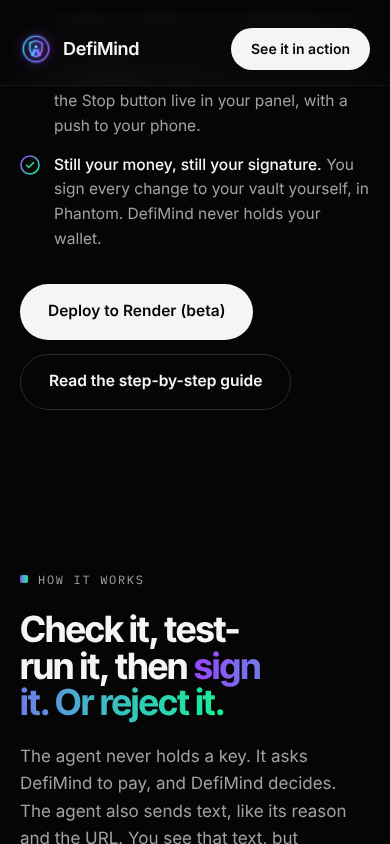 DefiMind
See it in action
the Stop button live in your panel, with a
push to your phone.
Still your money, still your signature. You
sign every change to your vault yourself, in
Phantom. DefiMind never holds your
wallet.
Deploy to Render (beta)
Read the step-by-step guide
HOW IT WORKS
Check it, test-
run it, then sign
it. Or reject it.
The agent never holds a key. It asks
DefiMind to pay, and DefiMind decides.
The agent also sends text, like its reason
and the URL. You see that text, but